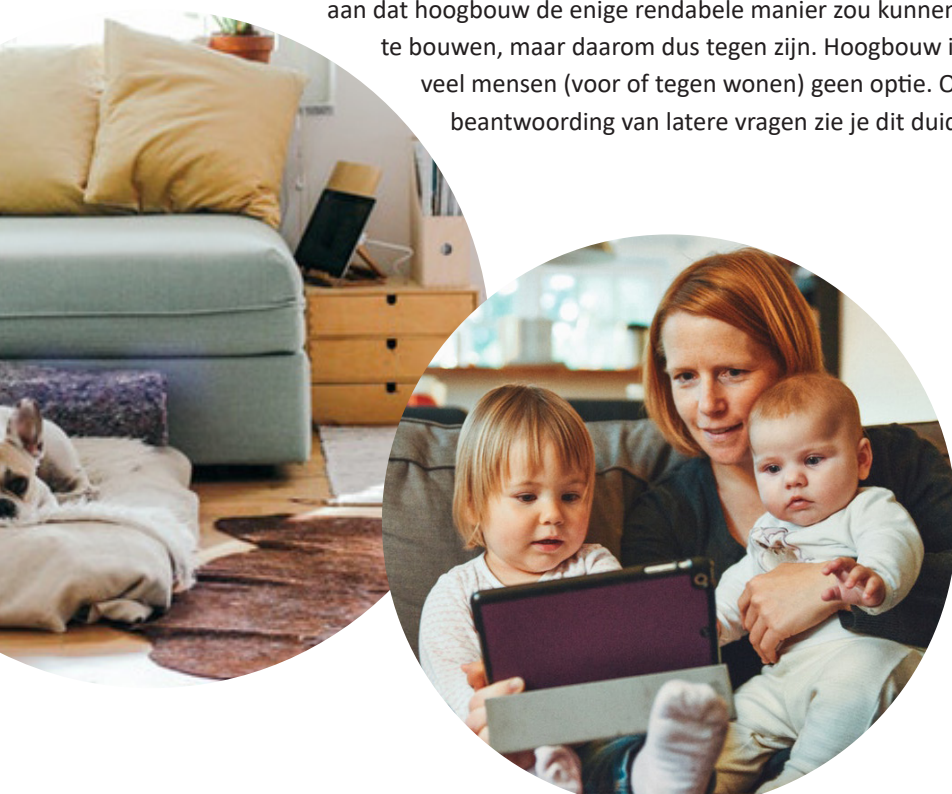 aan dat hoogbouw de enige rendabele manier zou kunnen
te bouwen, maar daarom dus tegen zijn. Hoogbouw
veel mensen (voor of tegen wonen) geen optie.
beantwoording van latere vragen zie je dit